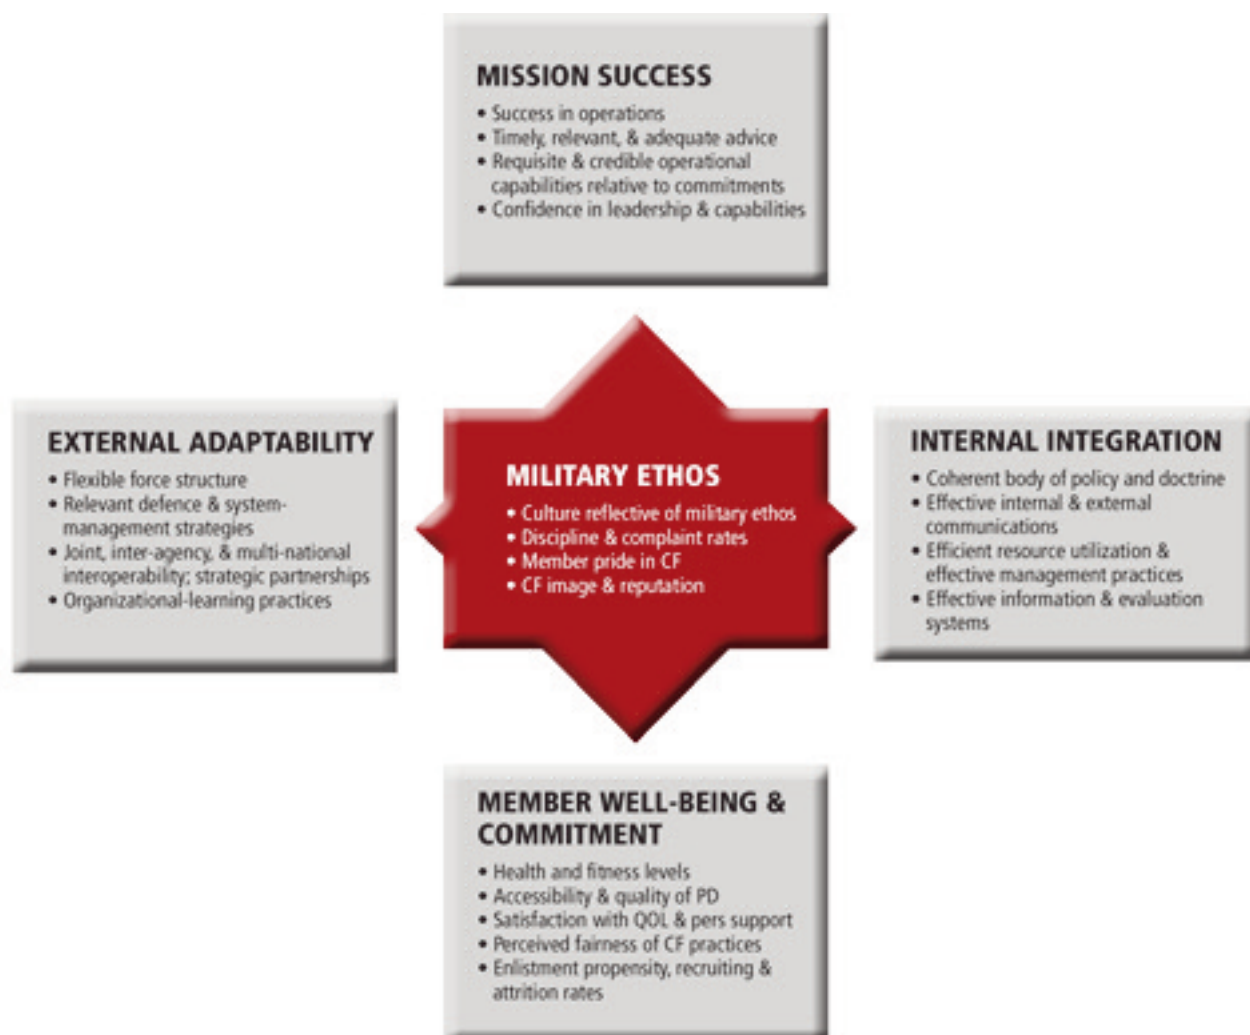 MISSION SUCCESS
• Success in operations
• Timely, relevant, & adequate advice
• Requisite & credible operational
capabilities relative to commitments
• Confidence in leadership & capabilities
EXTERNAL ADAPTABILITY
• Flexible force structure
• Relevant defence & system-
management strategies
• Joint, inter-agency, & multi-national
interoperability; strategic partnerships
• Organizational-learning practices
MILITARY ETHOS
• Culture reflective of military ethos
• Discipline & complaint rates
• Member pride in CF
• CF image & reputation
INTERNAL INTEGRATION
• Coherent body of policy and doctrine
• Effective internal & external
communications
• Efficient resource utilization &
effective management practices
• Effective information & evaluation
systems
MEMBER WELL-BEING &
COMMITMENT
• Health and fitness levels
• Accessibility & quality of PD
• Satisfaction with QOL & pers support
• Perceived fairness of CF practices
• Enlistment propensity, recruiting &
attrition rates